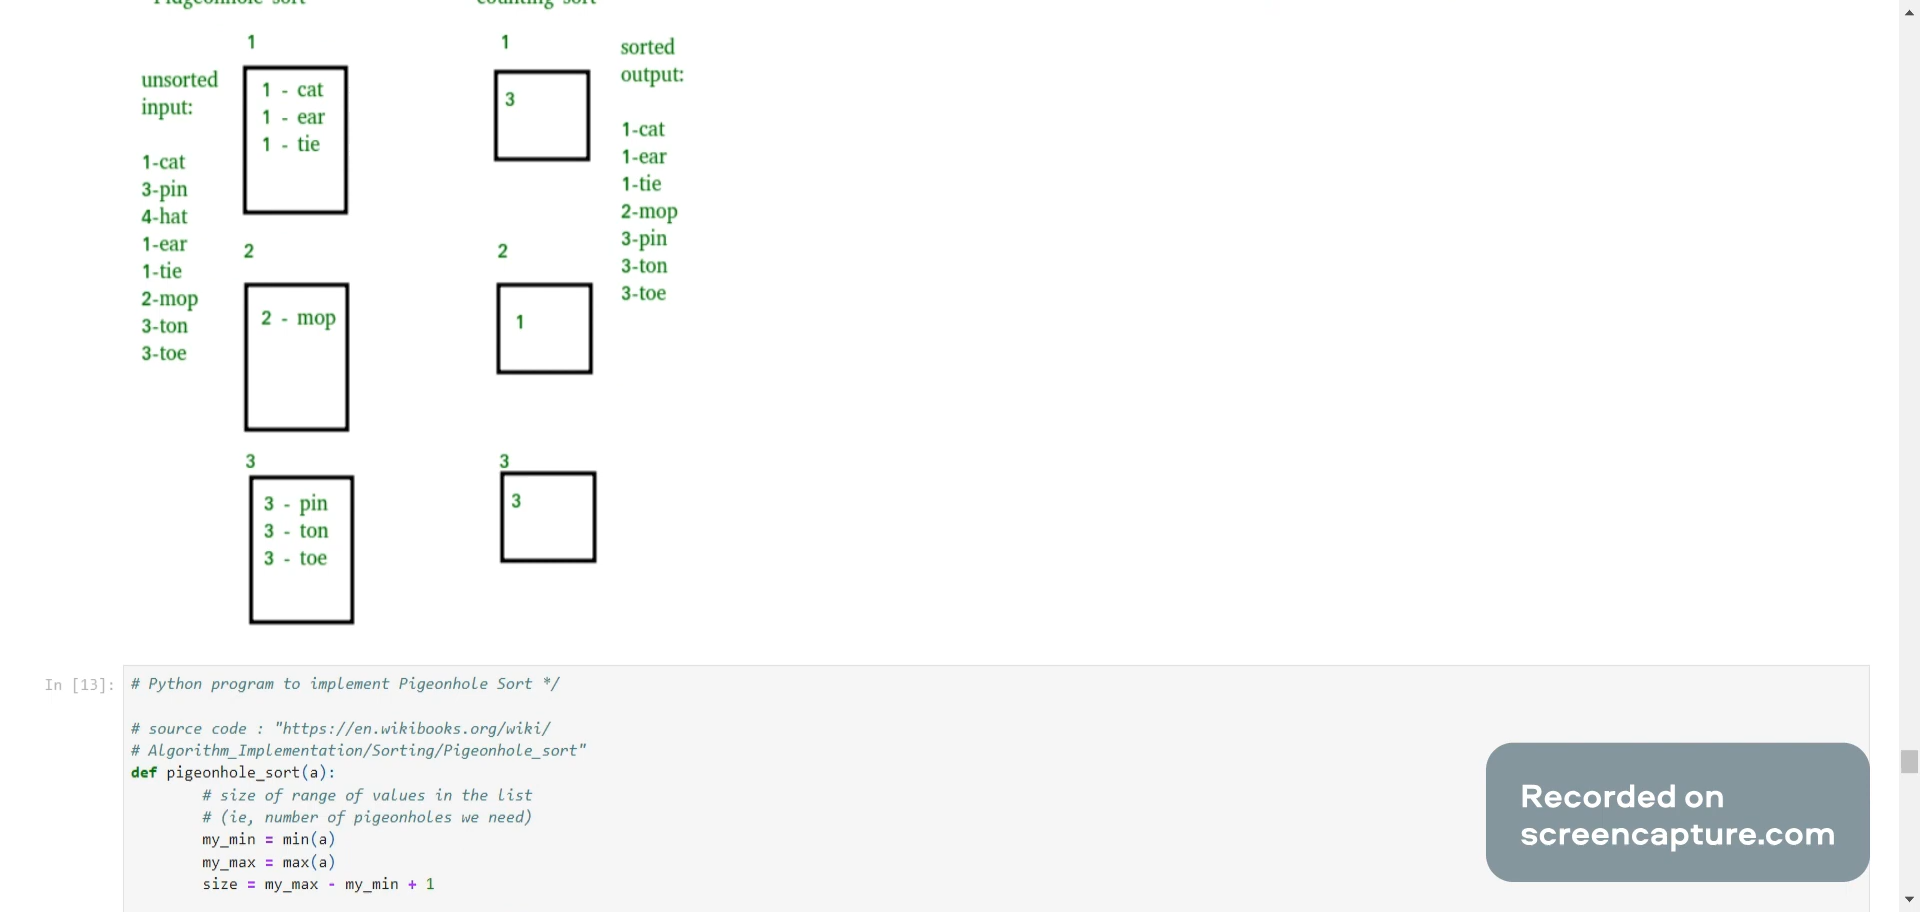 Pidgeonhole sort
counting sort
unsorted
input:
1-cat
3-pin
4-hat
1-ear
1-tie
2-mop
3-ton
3-toe
1
1 - cat
1 - ear
1 - tie
2
2 - mop
3
3 - pin
3 - ton
3 - toe
1
3
2
1
3
3
sorted
output:
1-cat
1-ear
1-tie
2-mop
3-pin
3-ton
3-toe
In [13]:
# Python program to implement Pigeonhole Sort */
# source code : "https://en.wikibooks.org/wiki/
# Algorithm_Implementation/Sorting/Pigeonhole_sort"
def pigeonhole_sort(a):
# size of range of values in the list
# (ie, number of pigeonholes we need)
my_min = min(a)
my_max = max(a)
size = my_max - my_min + 1
Recorded on
screencapture.com